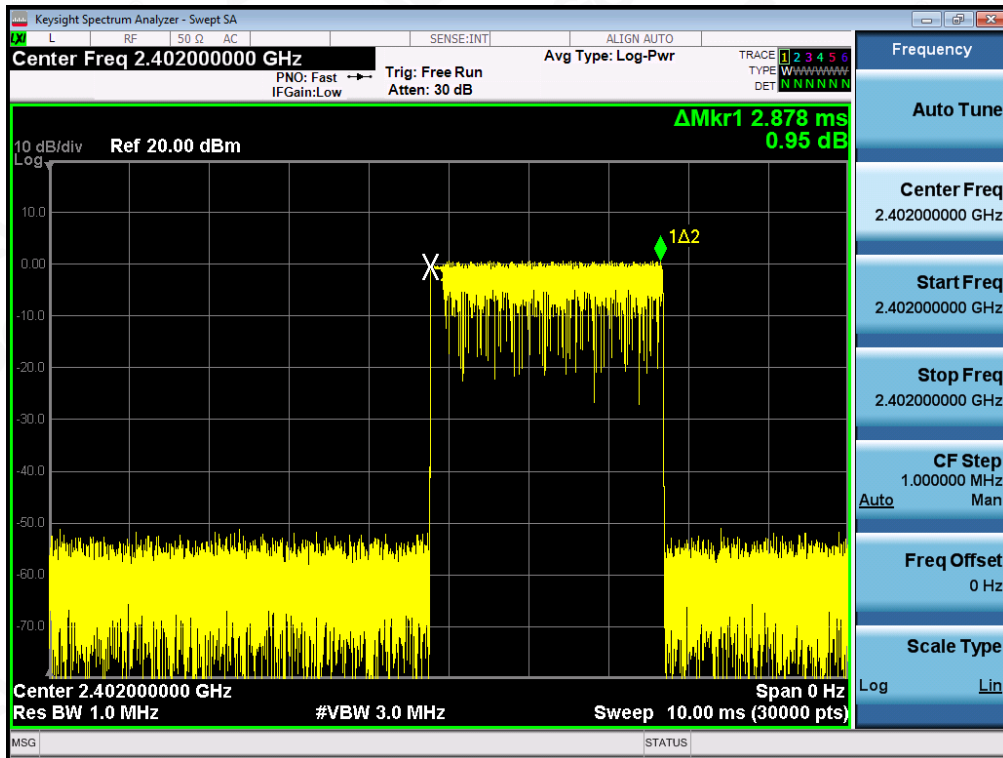 Keysight Spectrum Analyzer - Swept SA
LXI L RF 50 Ω AC SENSE:INT ALIGN AUTO
Center Freq 2.402000000 GHz
PNO: Fast
IFGain:Low
Trig: Free Run
Atten: 30 dB
Avg Type: Log-Pwr
TRACE 1 2 3 4 5 6
TYPE W W W W W W
DET N N N N N N
ΔMkr1 2.878 ms
0.95 dB
10 dB/div Ref 20.00 dBm
Log
1Δ2
10.0
0.00
-10.0
-20.0
-30.0
-40.0
-50.0
-60.0
-70.0
Center 2.402000000 GHz Span 0 Hz
Res BW 1.0 MHz #VBW 3.0 MHz Sweep 10.00 ms (30000 pts)
MSG STATUS
Frequency
Auto Tune
Center Freq
2.402000000 GHz
Start Freq
2.402000000 GHz
Stop Freq
2.402000000 GHz
CF Step
1.000000 MHz
Auto Man
Freq Offset
0 Hz
Scale Type
Log Lin